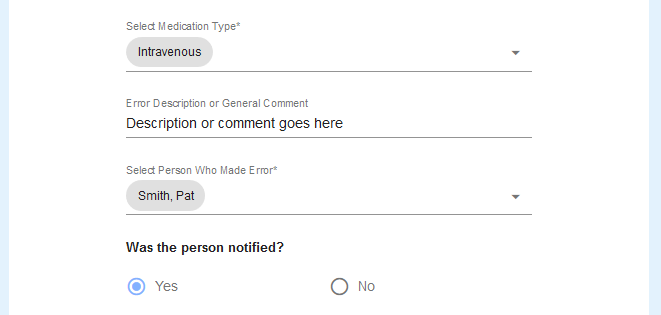 Select Medication Type*
Intravenous
Error Description or General Comment
Description or comment goes here
Select Person Who Made Error*
Smith, Pat
Was the person notified?
Yes No